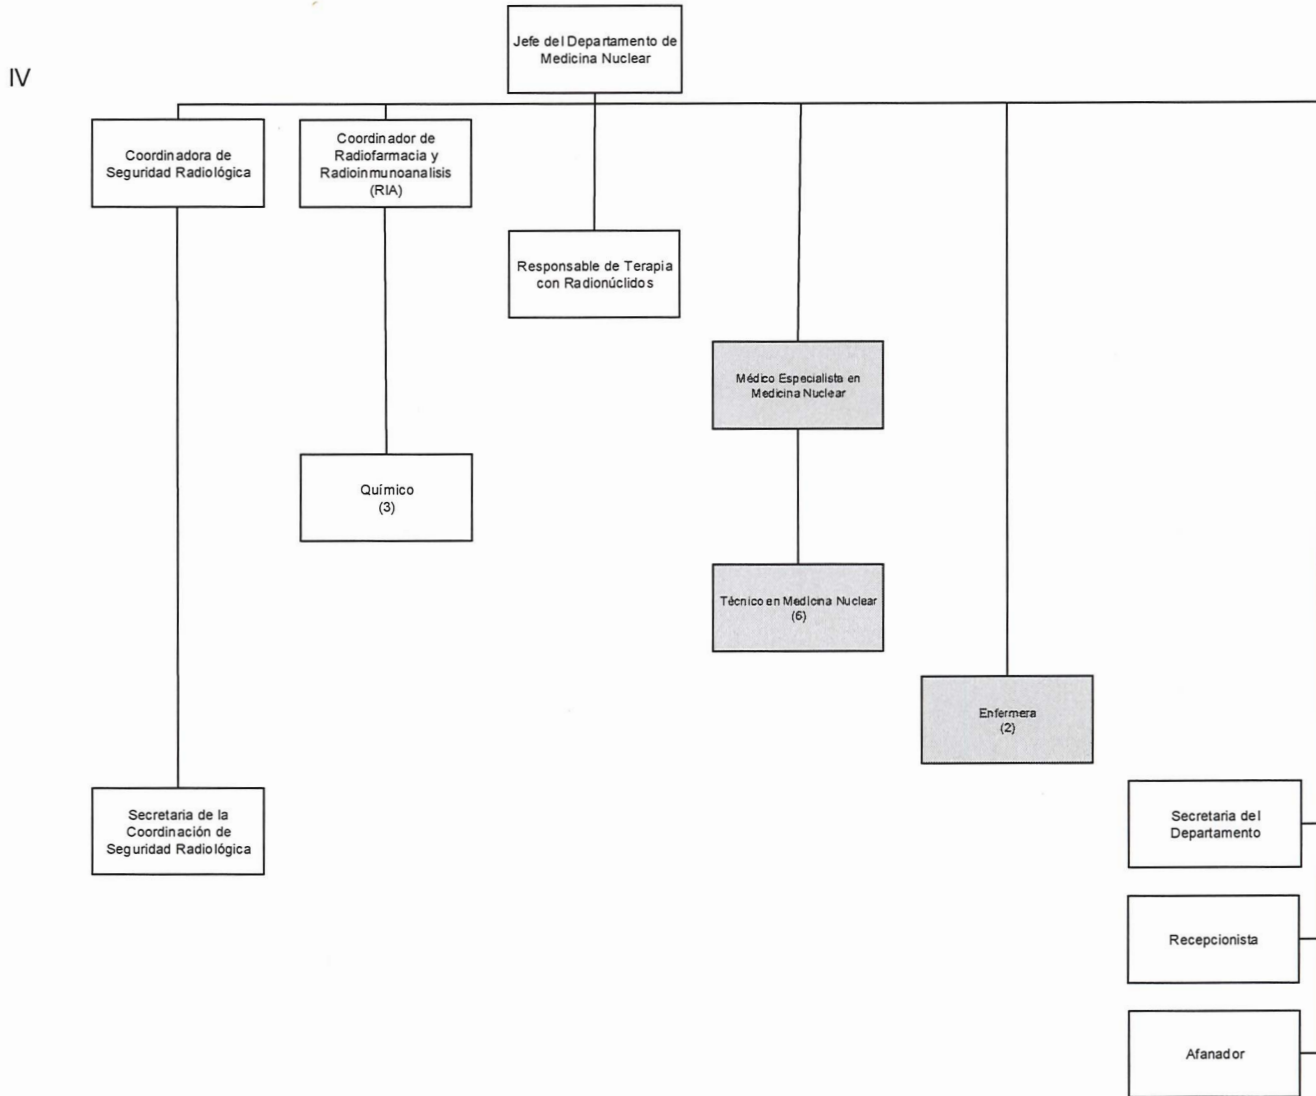 Jefe del Departamento de
Medicina Nuclear
IV
Coordinadora de
Seguridad Radiológica
Coordinador de
Radiofarmacia y
Radioinmunoanalisis
(RIA)
Responsable de Terapia
con Radionúclidos
Médico Especialista en
Medicina Nuclear
Químico
(3)
Técnico en Medicina Nuclear
(6)
Enfermera
(2)
Secretaria de la
Coordinación de
Seguridad Radiológica
Secretaria del
Departamento
Recepcionista
Afanador